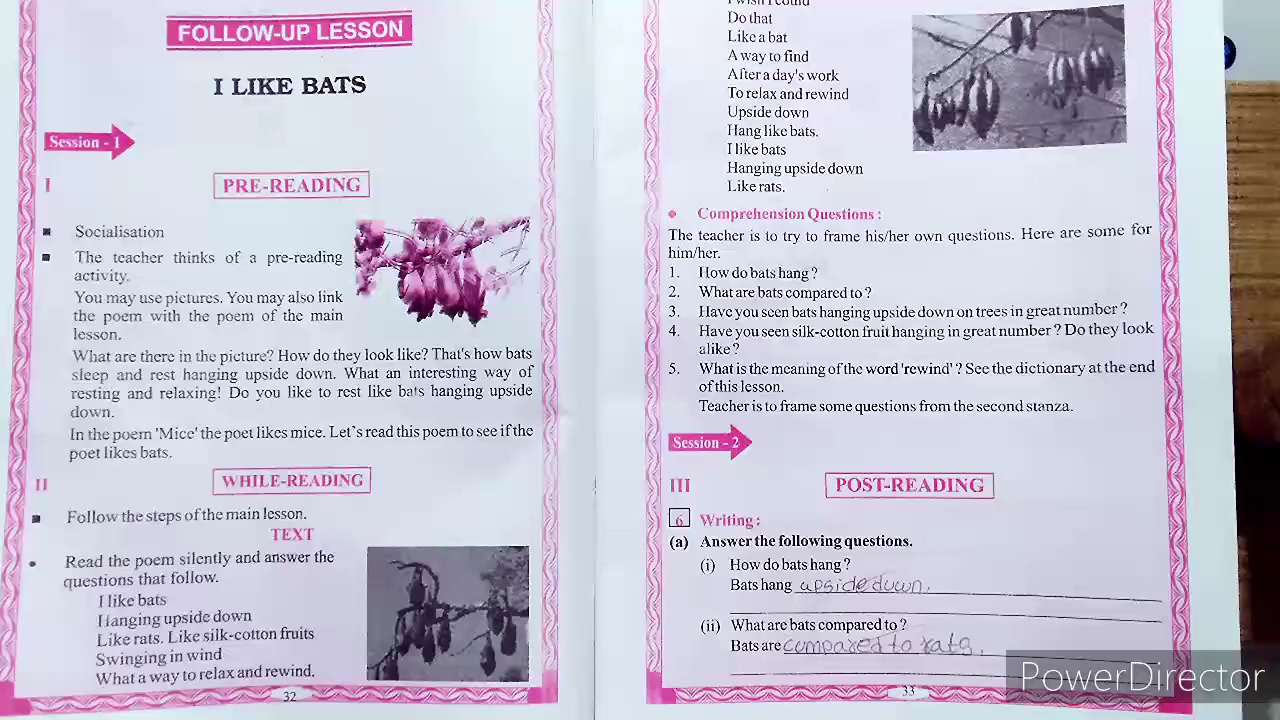 FOLLOW-UP LESSON
I LIKE BATS
Session - 1
I
PRE-READING
■ Socialisation
■ The teacher thinks of a pre-reading
activity.
You may use pictures. You may also link
the poem with the poem of the main
lesson.
What are there in the picture? How do they look like? That's how bats
sleep and rest hanging upside down. What an interesting way of
resting and relaxing! Do you like to rest like bats hanging upside
down.
In the poem 'Mice' the poet likes mice. Let's read this poem to see if the
poet likes bats.
II
WHILE-READING
■ Follow the steps of the main lesson.
TEXT
• Read the poem silently and answer the
questions that follow.
I like bats
Hanging upside down
Like rats. Like silk-cotton fruits
Swinging in wind
What a way to relax and rewind.
32
I wish I could
Do that
Like a bat
A way to find
After a day's work
To relax and rewind
Upside down
Hang like bats.
I like bats
Hanging upside down
Like rats.
• Comprehension Questions :
The teacher is to try to frame his/her own questions. Here are some for
him/her.
1. How do bats hang ?
2. What are bats compared to ?
3. Have you seen bats hanging upside down on trees in great number ?
4. Have you seen silk-cotton fruit hanging in great number ? Do they look
alike ?
5. What is the meaning of the word 'rewind' ? See the dictionary at the end
of this lesson.
Teacher is to frame some questions from the second stanza.
Session - 2
III
POST-READING
6 Writing :
(a) Answer the following questions.
(i) How do bats hang ?
Bats hang upside down.
(ii) What are bats compared to ?
Bats are compared to rats.
33
PowerDirector